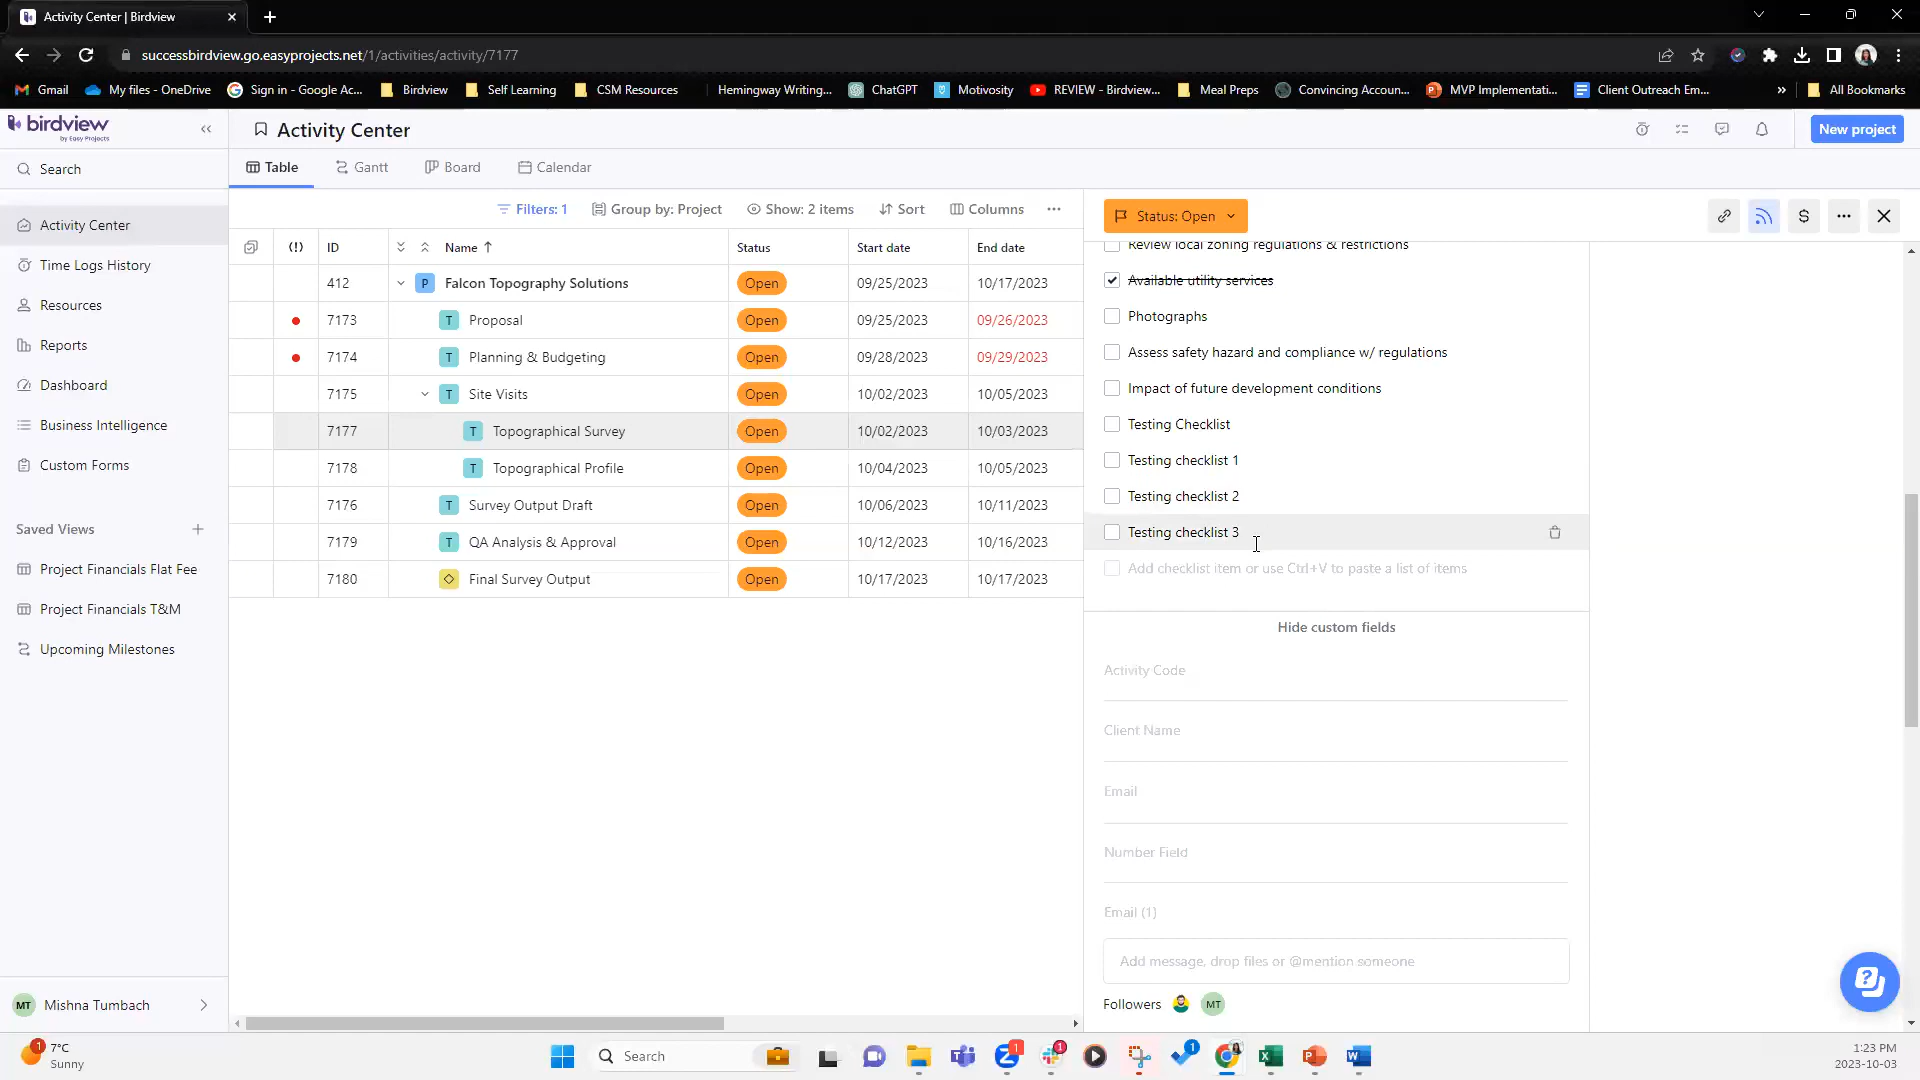 Activity Center | Birdview
successbirdview.go.easyprojects.net/1/activities/activity/7177
Gmail My files - OneDrive Sign in - Google Ac... Birdview Self Learning CSM Resources Hemingway Writing... ChatGPT Motivosity REVIEW - Birdview... Meal Preps Convincing Accoun... MVP Implementati... Client Outreach Em... » All Bookmarks
birdview
by Easy Projects
Activity Center
New project
Search
Table Gantt Board Calendar
Filters: 1 Group by: Project Show: 2 items Sort Columns
Status: Open
Activity Center
Time Logs History
Resources
Reports
Dashboard
Business Intelligence
Custom Forms
Saved Views
Project Financials Flat Fee
Project Financials T&M
Upcoming Milestones
MT Mishna Tumbach
(!) ID Name Status Start date End date
412 P Falcon Topography Solutions Open 09/25/2023 10/17/2023
7173 T Proposal Open 09/25/2023 09/26/2023
7174 T Planning & Budgeting Open 09/28/2023 09/29/2023
7175 T Site Visits Open 10/02/2023 10/05/2023
7177 T Topographical Survey Open 10/02/2023 10/03/2023
7178 T Topographical Profile Open 10/04/2023 10/05/2023
7176 T Survey Output Draft Open 10/06/2023 10/11/2023
7179 T QA Analysis & Approval Open 10/12/2023 10/16/2023
7180 Final Survey Output Open 10/17/2023 10/17/2023
Review local zoning regulations & restrictions
Available utility services
Photographs
Assess safety hazard and compliance w/ regulations
Impact of future development conditions
Testing Checklist
Testing checklist 1
Testing checklist 2
Testing checklist 3
Add checklist item or use Ctrl+V to paste a list of items
Hide custom fields
Activity Code
Client Name
Email
Number Field
Email (1)
Add message, drop files or @mention someone
Followers MT
1 7°C
Sunny
Search
1
1
1
1:23 PM
2023-10-03